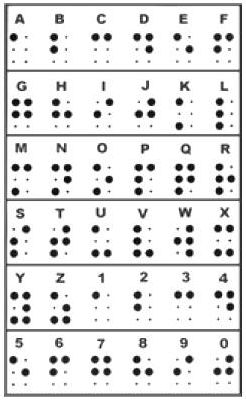 A B C D E F
G H I J K L
M N O P Q R
S T U V W X
Y Z 1 2 3 4
5 6 7 8 9 0